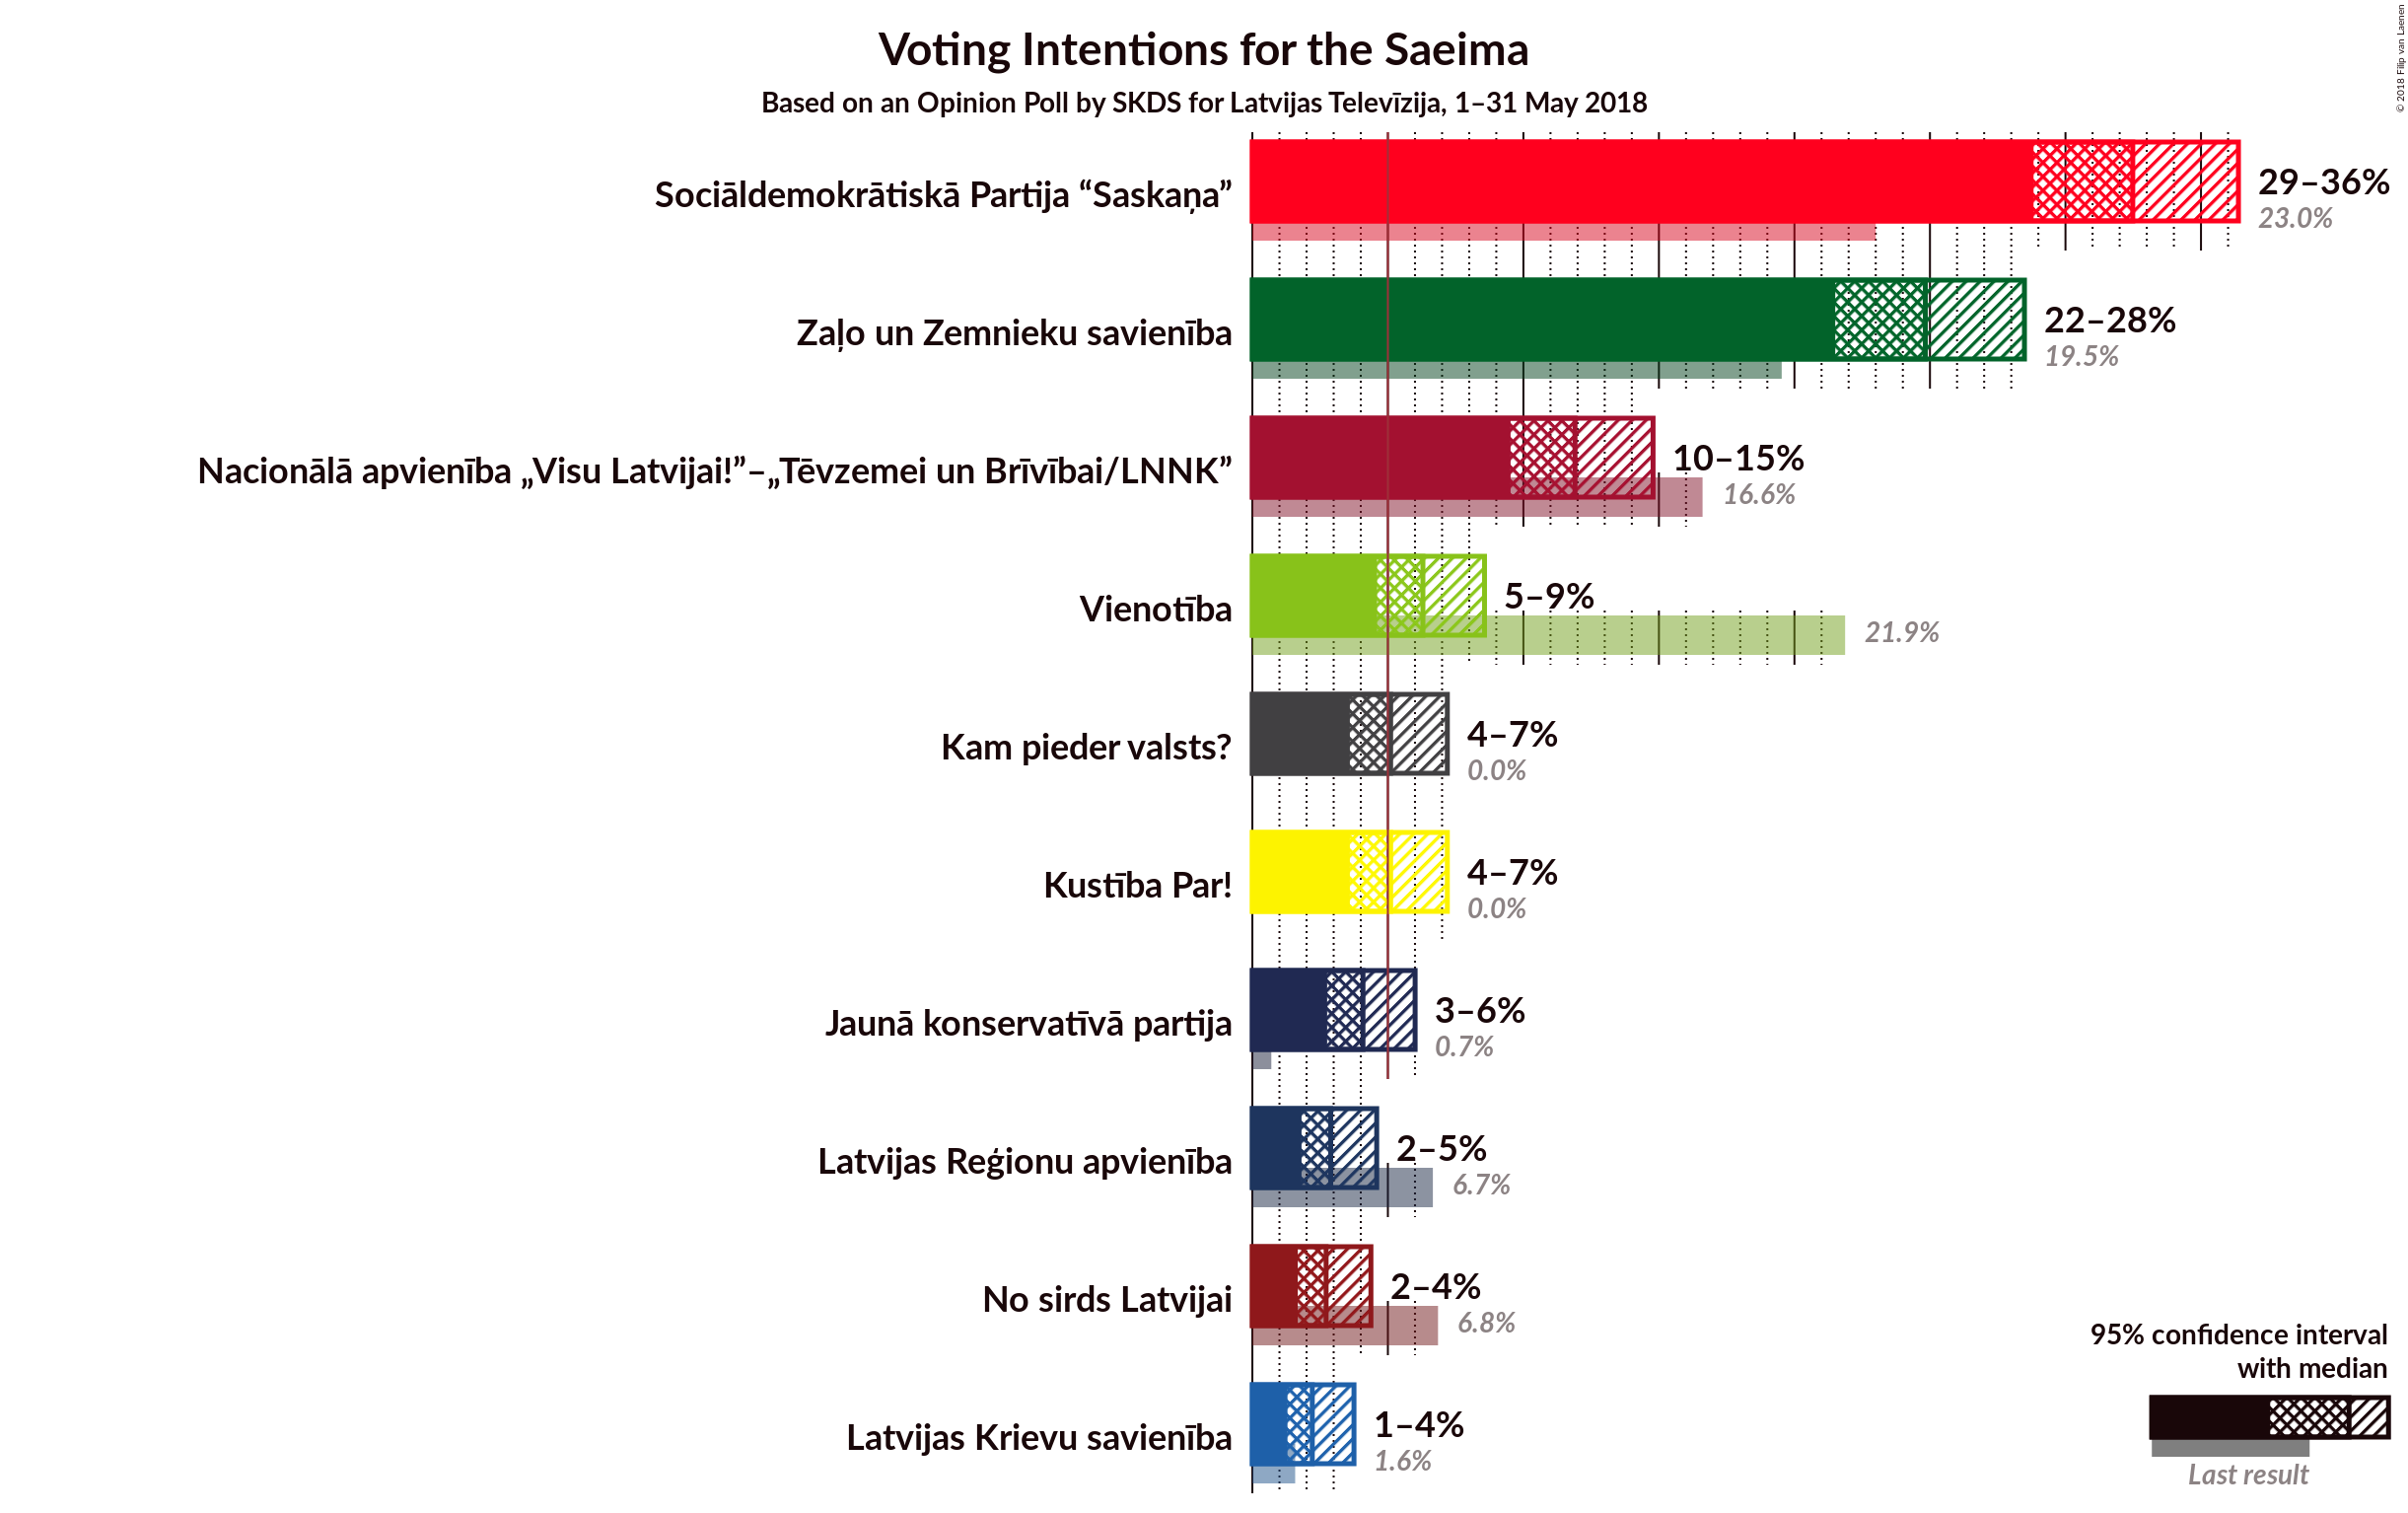 Voting Intentions for the Saeima
Based on an Opinion Poll by SKDS for Latvijas Televīzija, 1–31 May 2018
© 2018 Filip van Laenen
Sociāldemokrātiskā Partija “Saskaņa”
29–36%
23.0%
Zaļo un Zemnieku savienība
22–28%
19.5%
Nacionālā apvienība „Visu Latvijai!”–„Tēvzemei un Brīvībai/LNNK”
10–15%
16.6%
Vienotība
5–9%
21.9%
Kam pieder valsts?
4–7%
0.0%
Kustība Par!
4–7%
0.0%
Jaunā konservatīvā partija
3–6%
0.7%
Latvijas Reģionu apvienība
2–5%
6.7%
No sirds Latvijai
2–4%
6.8%
Latvijas Krievu savienība
1–4%
1.6%
95% confidence interval
with median
Last result